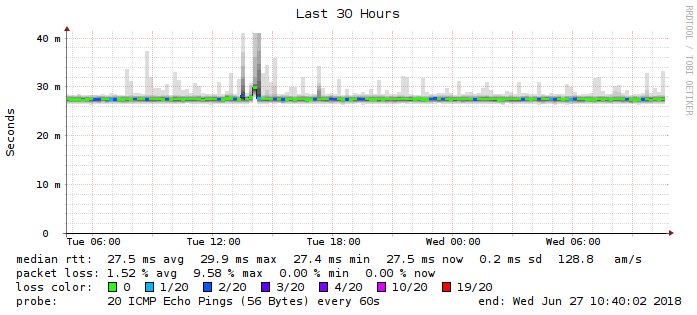 Last 30 Hours
RRDTOOL / TOBI OETIKER
Seconds
40 m
30 m
20 m
10 m
0
Tue 06:00 Tue 12:00 Tue 18:00 Wed 00:00 Wed 06:00
median rtt: 27.5 ms avg 29.9 ms max 27.4 ms min 27.5 ms now 0.2 ms sd 128.8 am/s
packet loss: 1.52 % avg 9.58 % max 0.00 % min 0.00 % now
loss color: 0 1/20 2/20 3/20 4/20 10/20 19/20
probe: 20 ICMP Echo Pings (56 Bytes) every 60s end: Wed Jun 27 10:40:02 2018